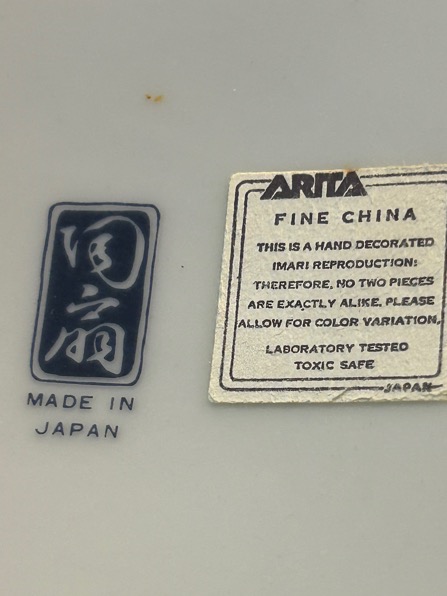 MADE IN
JAPAN
ARITA
FINE CHINA
THIS IS A HAND DECORATED
IMARI REPRODUCTION;
THEREFORE, NO TWO PIECES
ARE EXACTLY ALIKE. PLEASE
ALLOW FOR COLOR VARIATION.
LABORATORY TESTED
TOXIC SAFE
JAPAN